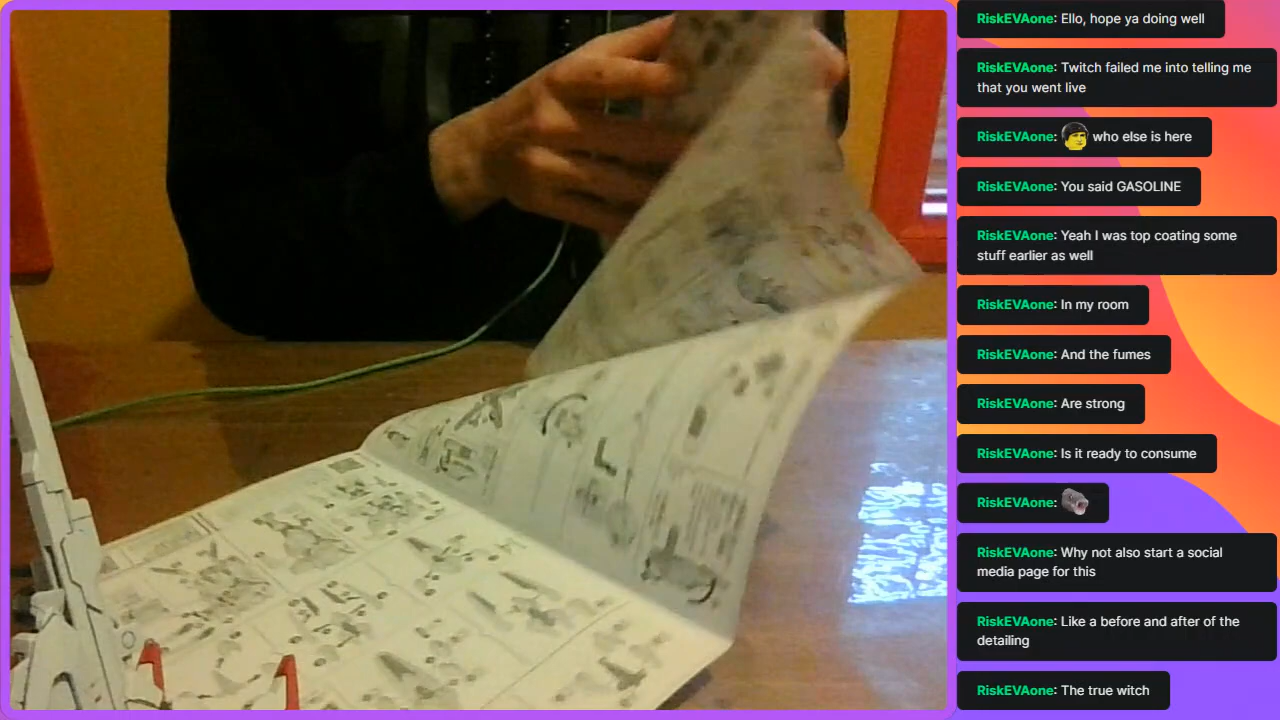 RiskEVAone: Ello, hope ya doing well
RiskEVAone: Twitch failed me into telling me
that you went live
RiskEVAone: who else is here
RiskEVAone: You said GASOLINE
RiskEVAone: Yeah I was top coating some
stuff earlier as well
RiskEVAone: In my room
RiskEVAone: And the fumes
RiskEVAone: Are strong
RiskEVAone: Is it ready to consume
RiskEVAone:
RiskEVAone: Why not also start a social
media page for this
RiskEVAone: Like a before and after of the
detailing
RiskEVAone: The true witch